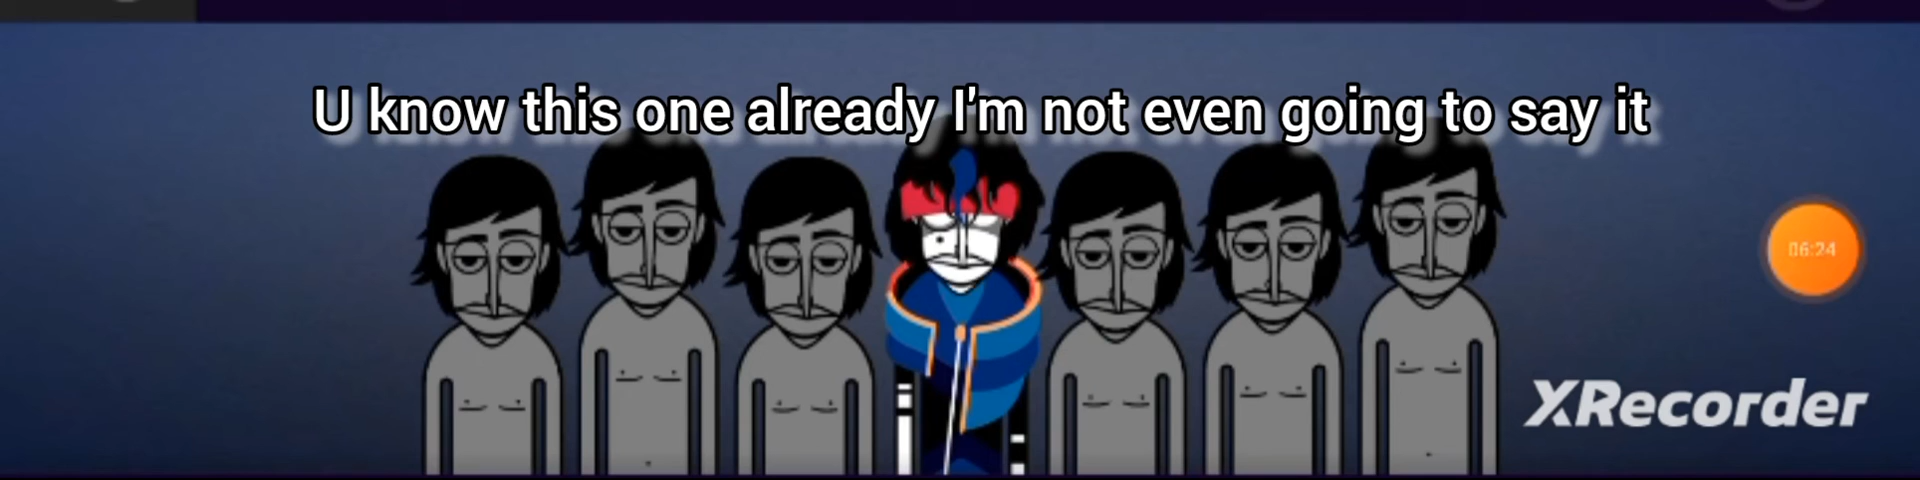 U know this one already I'm not even going to say it
06:24
XRecorder